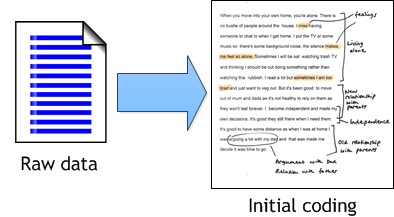 When you move into your own home, you're alone. There is
no bustle of people around the house. I miss having
someone to chat to when I get home. I put the TV or some
music so there's some background noise, the silence makes
me feel so alone. Sometimes I will be sat watching trash TV
and thinking I should be out doing something rather than
watching this rubbish. I read a lot but sometimes I am too
tired and just want to veg out. But it's been good to move
out of mum and dads as it's not healthy to rely on them as
they won't last forever. I become independent and made my
own decisions. It's good they still there when I need them.
It's good to have some distance as when I was at home I
was arguing a lot with my dad and that was made me
decide it was time to go.
feelings
Living
alone
New
relationship
with
parents
Independence
Old relationship
with parents
Argument with Dad
Relation with father
Raw data
Initial coding